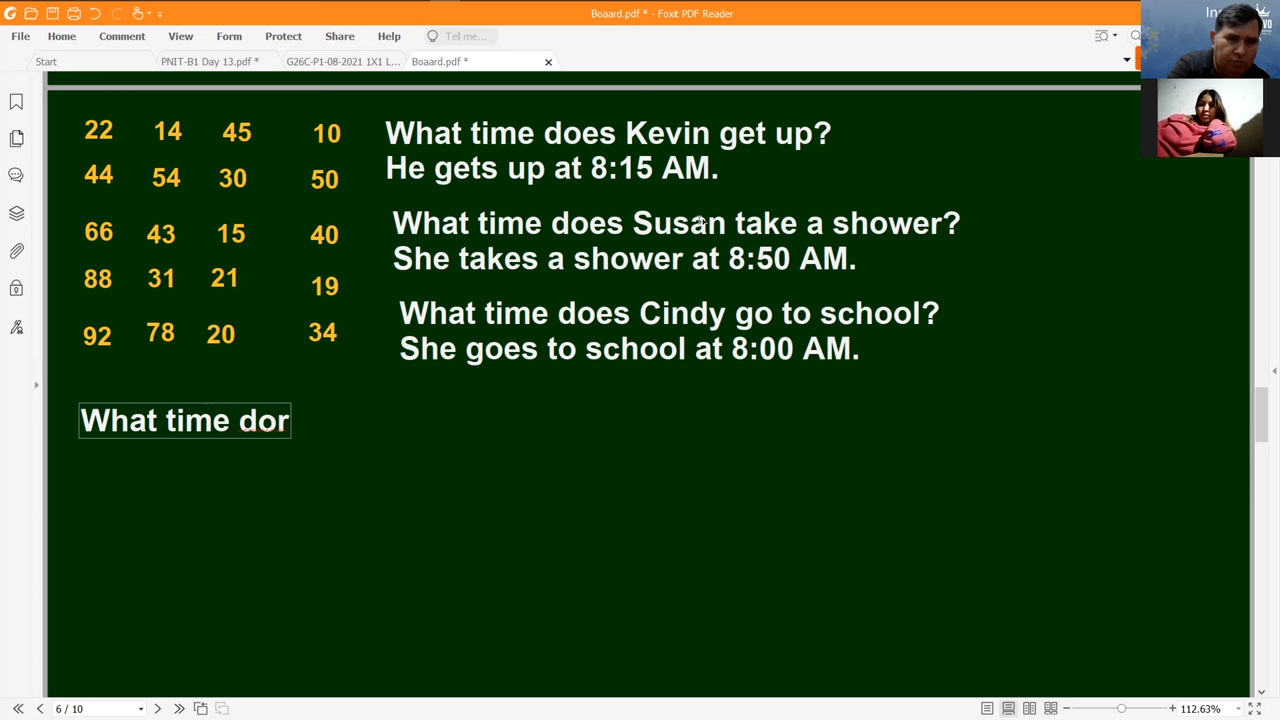 Boaard.pdf * - Foxit PDF Reader
File Home Comment View Form Protect Share Help Tell me...
Start PNIT-B1 Day 13.pdf * G26C-P1-08-2021 1X1 L... Boaard.pdf *
22 14 45 10
44 54 30 50
66 43 15 40
88 31 21 19
92 78 20 34
What time does Kevin get up?
He gets up at 8:15 AM.
What time does Susan take a shower?
She takes a shower at 8:50 AM.
What time does Cindy go to school?
She goes to school at 8:00 AM.
What time dor
6 / 10
112.63%